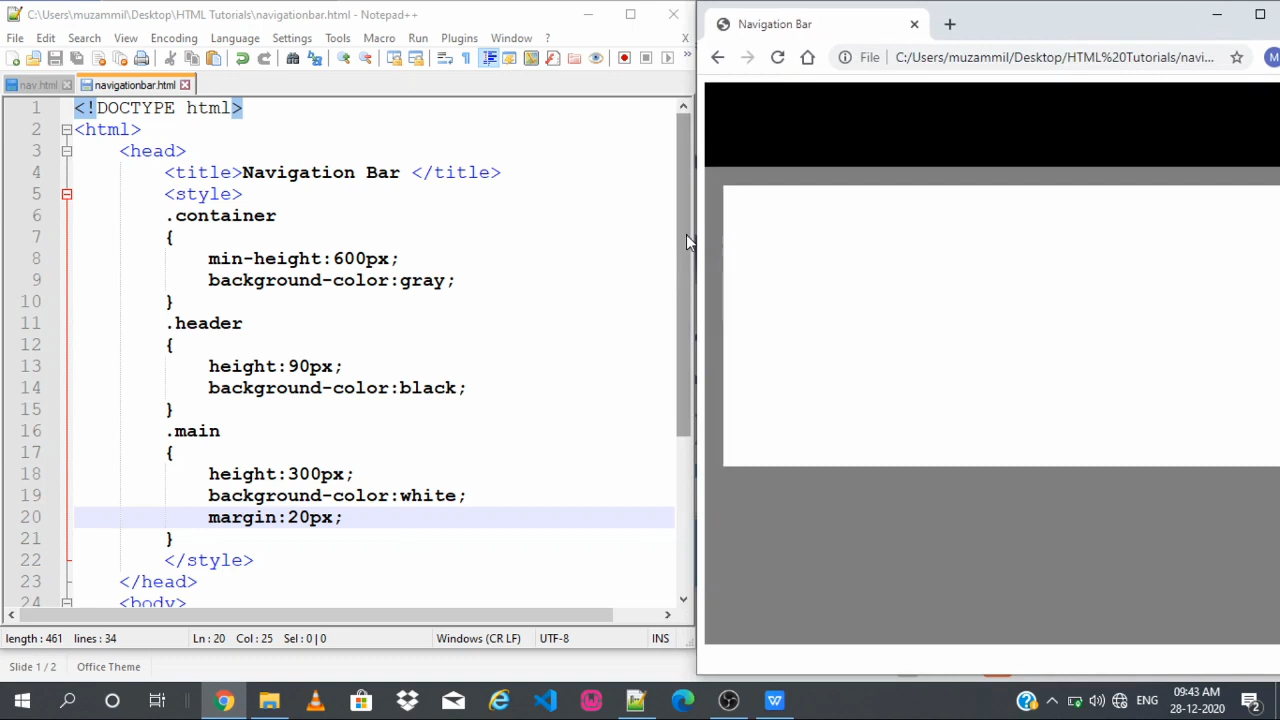 C:\Users\muzammil\Desktop\HTML Tutorials\navigationbar.html - Notepad++
File Edit Search View Encoding Language Settings Tools Macro Run Plugins Window ? X
nav.html navigationbar.html
1 <!DOCTYPE html>
2 <html>
3 <head>
4 <title>Navigation Bar </title>
5 <style>
6 .container
7 {
8 min-height:600px;
9 background-color:gray;
10 }
11 .header
12 {
13 height:90px;
14 background-color:black;
15 }
16 .main
17 {
18 height:300px;
19 background-color:white;
20 margin:20px;
21 }
22 </style>
23 </head>
24 <body>
length : 461 lines : 34 Ln : 20 Col : 25 Sel : 0 | 0 Windows (CR LF) UTF-8 INS
Slide 1 / 2 Office Theme
Navigation Bar
File C:/Users/muzammil/Desktop/HTML%20Tutorials/navi...
M
ENG
09:43 AM
28-12-2020
2